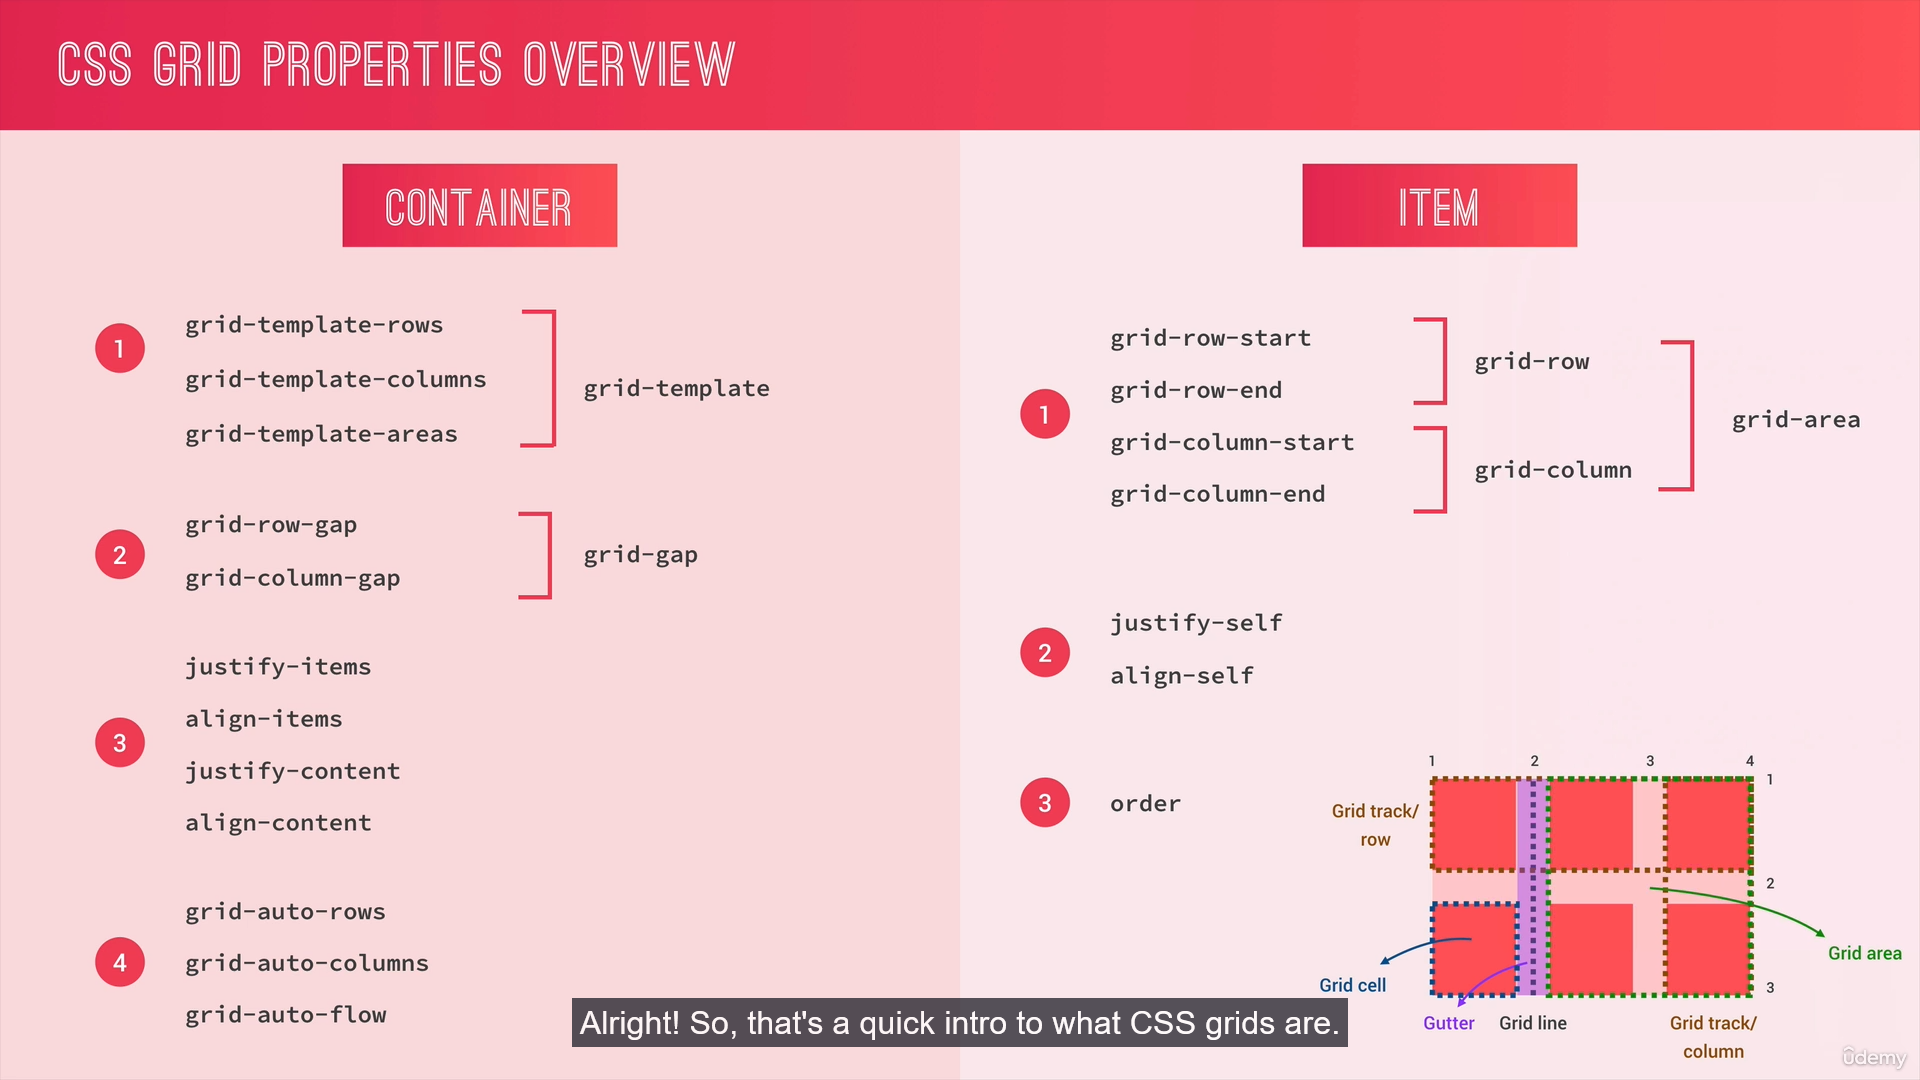 CSS GRID PROPERTIES OVERVIEW
CONTAINER
1
grid-template-rows
grid-template-columns
grid-template-areas
grid-template
2
grid-row-gap
grid-column-gap
grid-gap
3
justify-items
align-items
justify-content
align-content
4
grid-auto-rows
grid-auto-columns
grid-auto-flow
ITEM
1
grid-row-start
grid-row-end
grid-column-start
grid-column-end
grid-row
grid-column
grid-area
2
justify-self
align-self
3
order
1 2 3 4
1
2
3
Grid track/
row
Grid cell
Gutter
Grid line
Grid track/
column
Grid area
Alright! So, that's a quick intro to what CSS grids are.
ûdemy